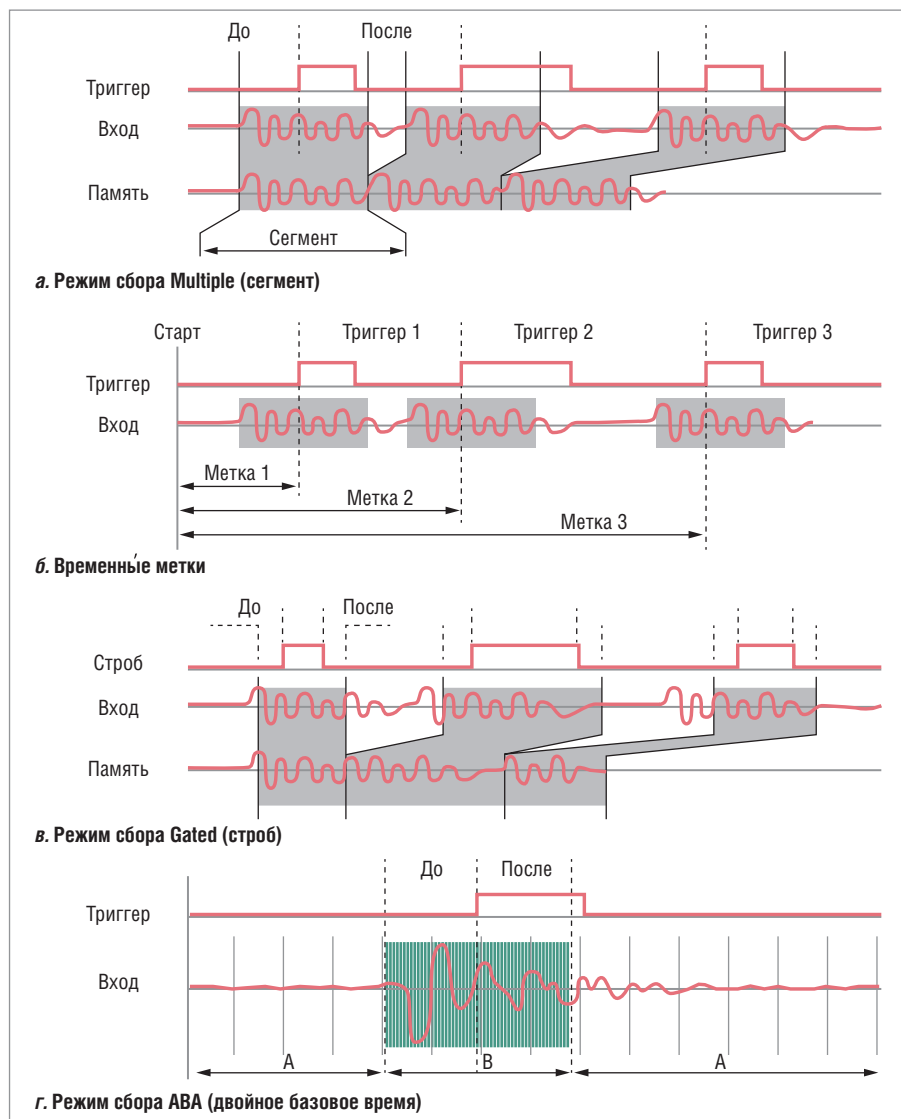 До После
Триггер
Вход
Память
Сегмент
а. Режим сбора Multiple (сегмент)
Старт Триггер 1 Триггер 2 Триггер 3
Триггер
Вход
Метка 1
Метка 2
Метка 3
б. Временные метки
До После
Строб
Вход
Память
в. Режим сбора Gated (строб)
До После
Триггер
Вход
А В А
г. Режим сбора ABA (двойное базовое время)